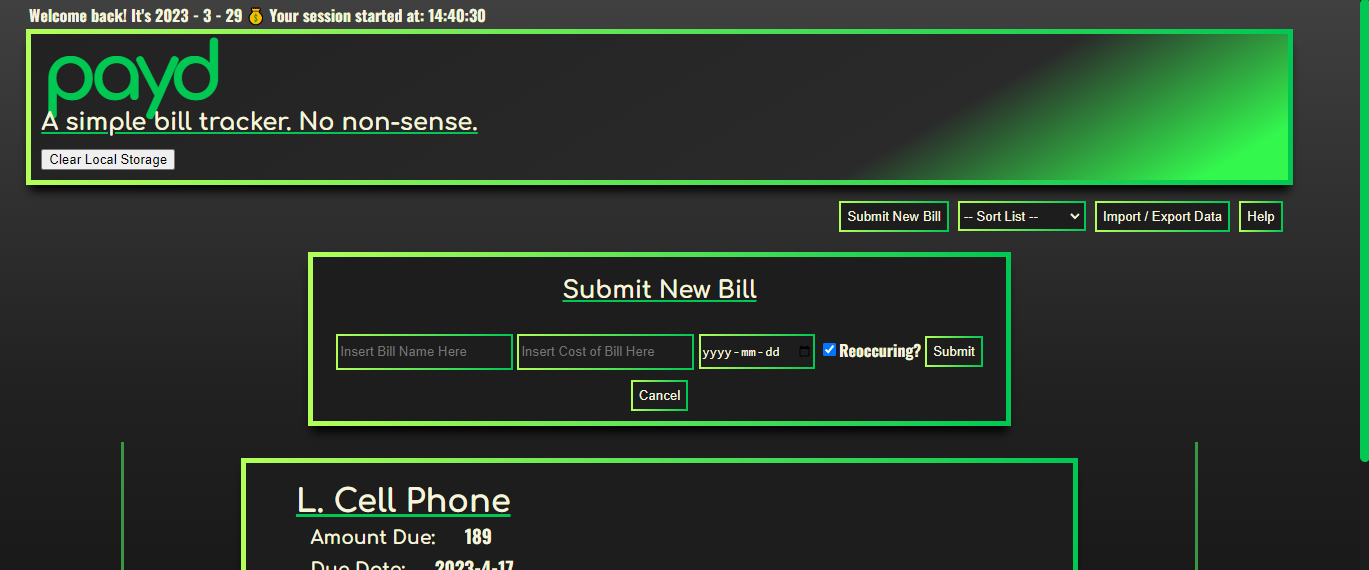 Welcome back! It's 2023 - 3 - 29 💰 Your session started at: 14:40:30
payd
A simple bill tracker. No non-sense.
Clear Local Storage
Submit New Bill -- Sort List -- Import / Export Data Help
Submit New Bill
Insert Bill Name Here Insert Cost of Bill Here yyyy-mm-dd Reoccuring? Submit
Cancel
L. Cell Phone
Amount Due: 189
Due Date: 2023-4-17